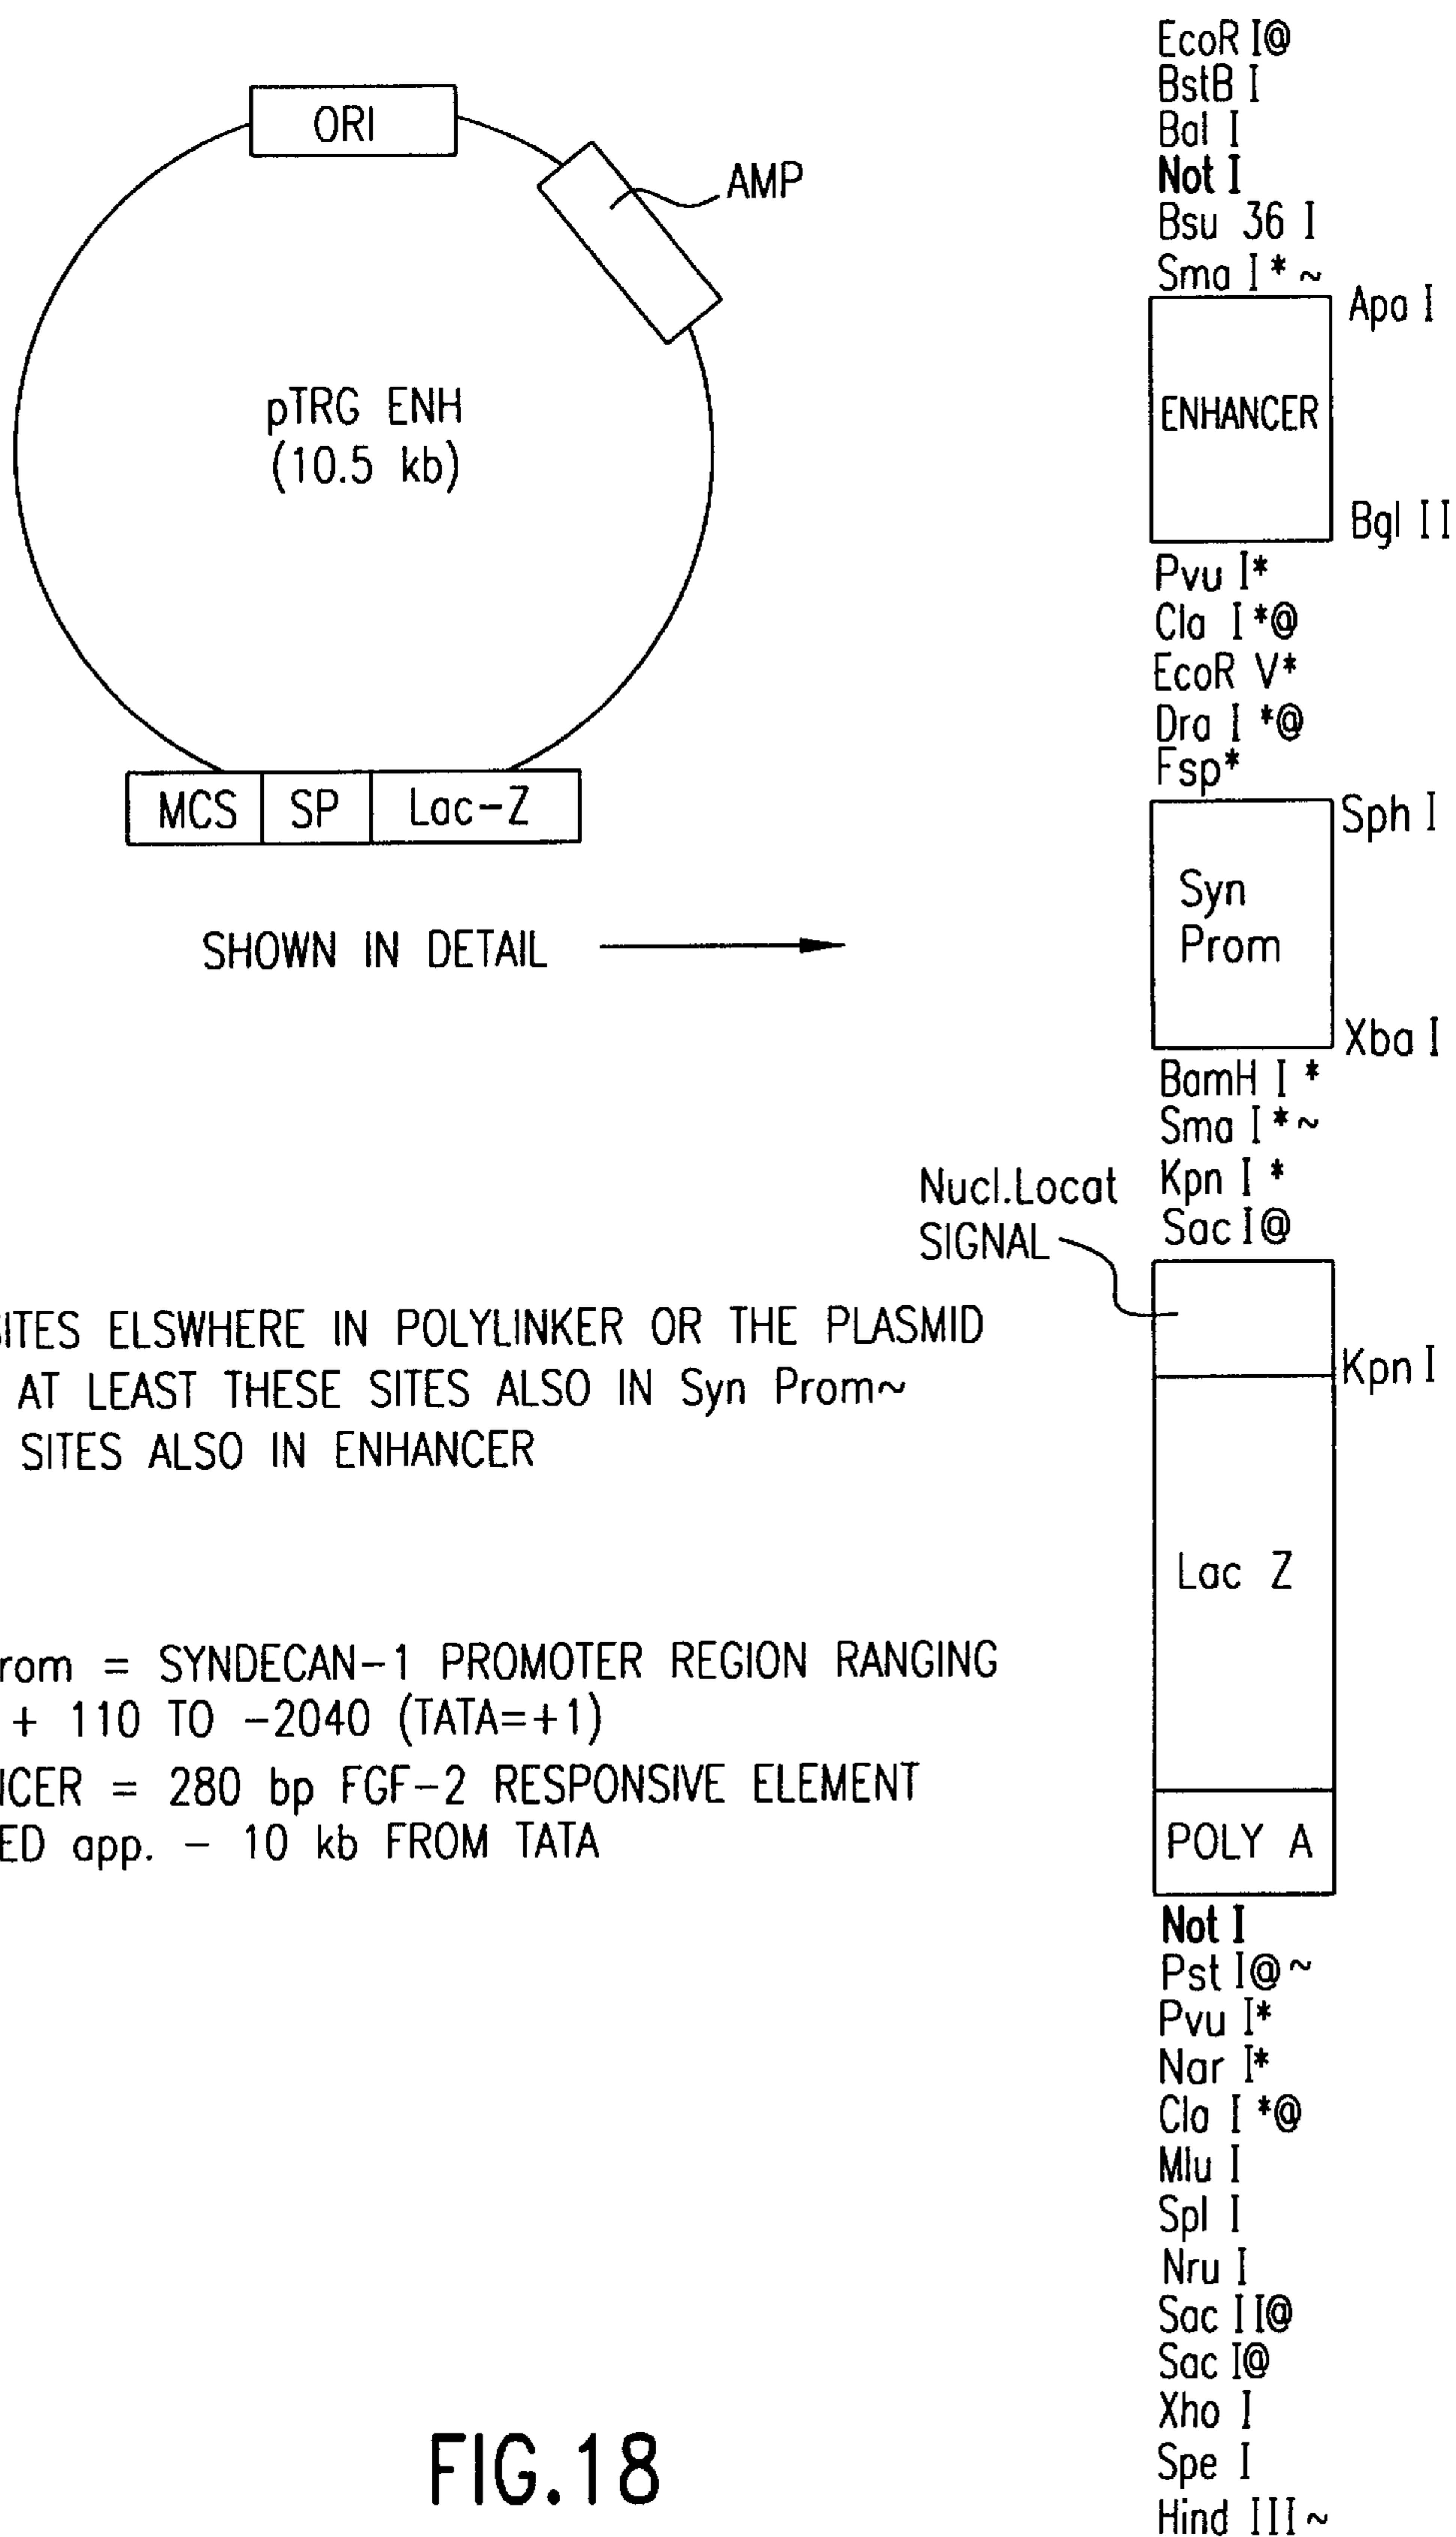 ORI
AMP
pTRG ENH
(10.5 kb)
MCS SP Lac-Z
SHOWN IN DETAIL
SITES ELSWHERE IN POLYLINKER OR THE PLASMID
AT LEAST THESE SITES ALSO IN Syn Prom~
SITES ALSO IN ENHANCER
rom = SYNDECAN-1 PROMOTER REGION RANGING
+ 110 TO -2040 (TATA=+1)
NCER = 280 bp FGF-2 RESPONSIVE ELEMENT
ED app. - 10 kb FROM TATA
EcoR I@
BstB I
Bal I
Not I
Bsu 36 I
Sma I*~
Apa I
ENHANCER
Bgl II
Pvu I*
Cla I*@
EcoR V*
Dra I *@
Fsp*
Sph I
Syn
Prom
Xba I
BamH I *
Sma I*~
Kpn I *
Sac I@
Nucl.Locat
SIGNAL
Kpn I
Lac Z
POLY A
Not I
Pst I@~
Pvu I*
Nar I*
Cla I *@
Mlu I
Spl I
Nru I
Sac II@
Sac I@
Xho I
Spe I
Hind III~
FIG.18